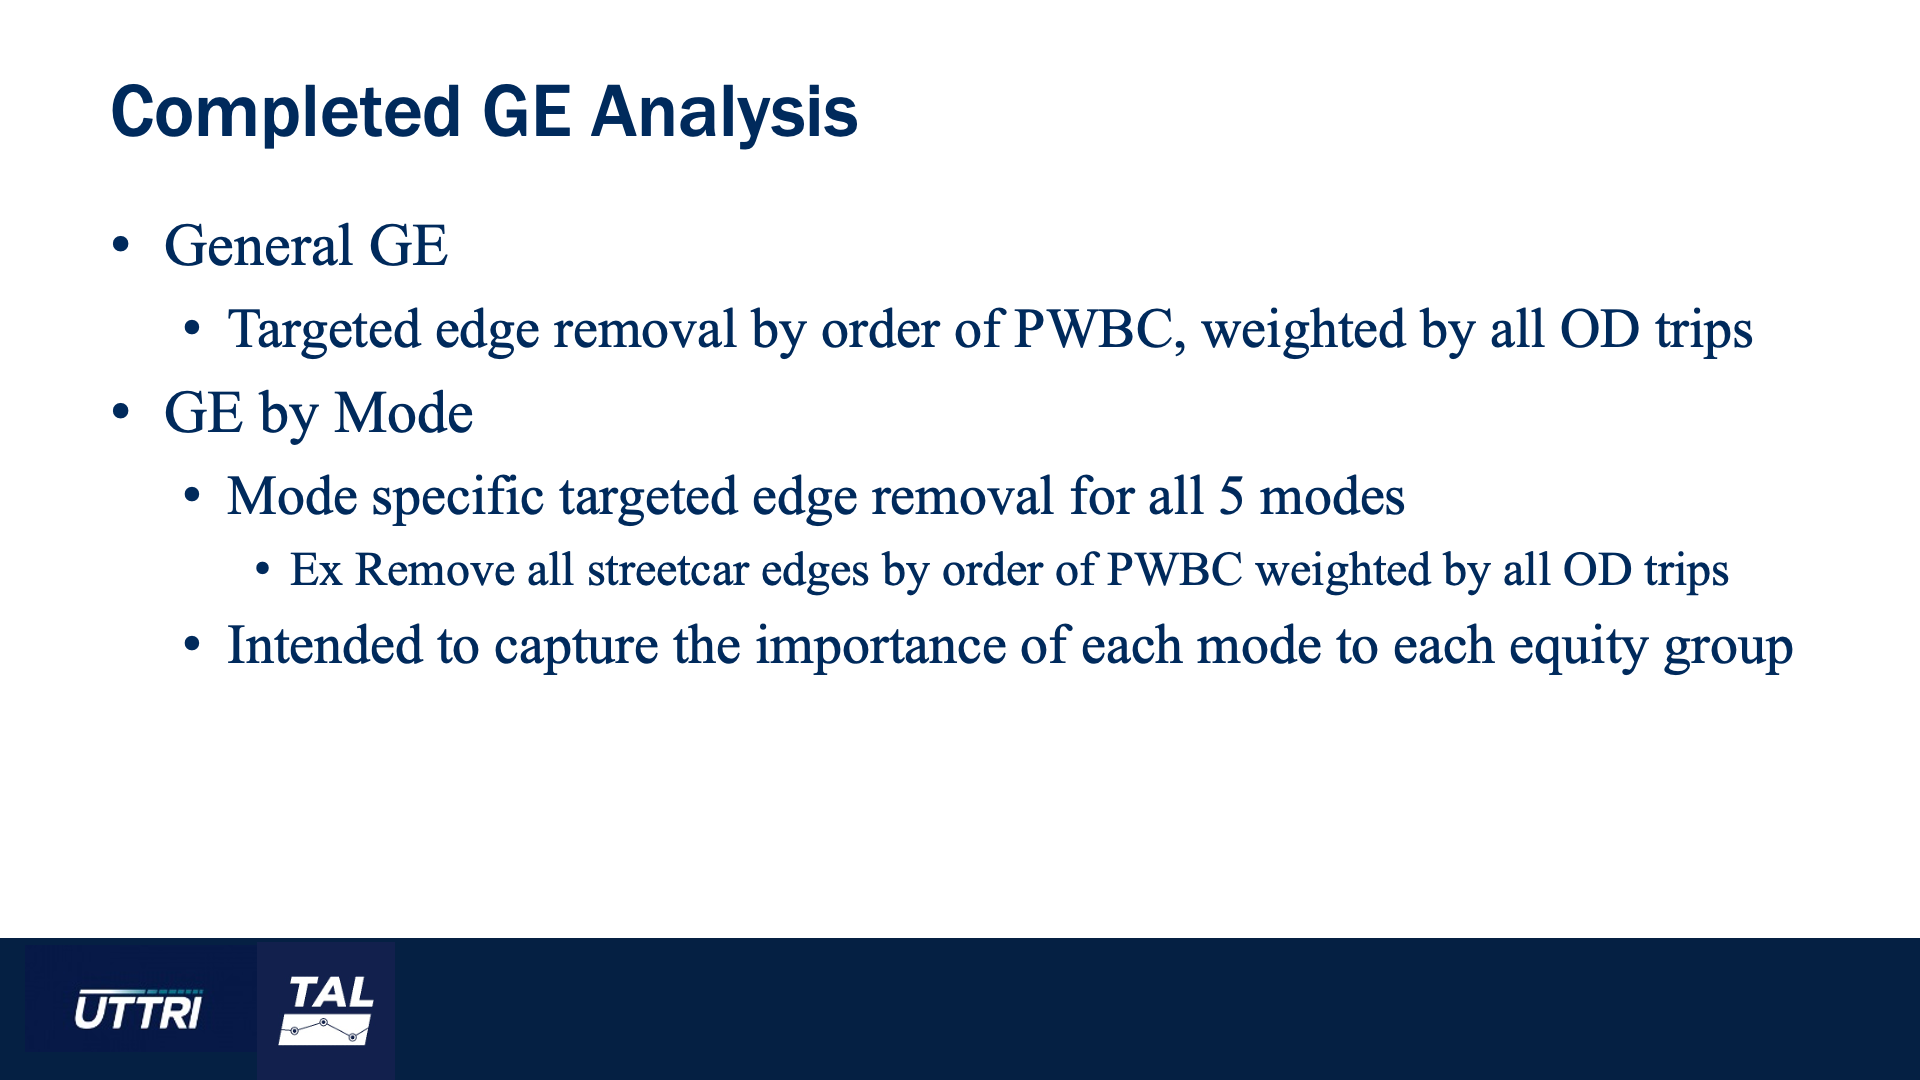 Completed GE Analysis
• General GE
• Targeted edge removal by order of PWBC, weighted by all OD trips
• GE by Mode
• Mode specific targeted edge removal for all 5 modes
• Ex Remove all streetcar edges by order of PWBC weighted by all OD trips
• Intended to capture the importance of each mode to each equity group
UTTRI
TAL